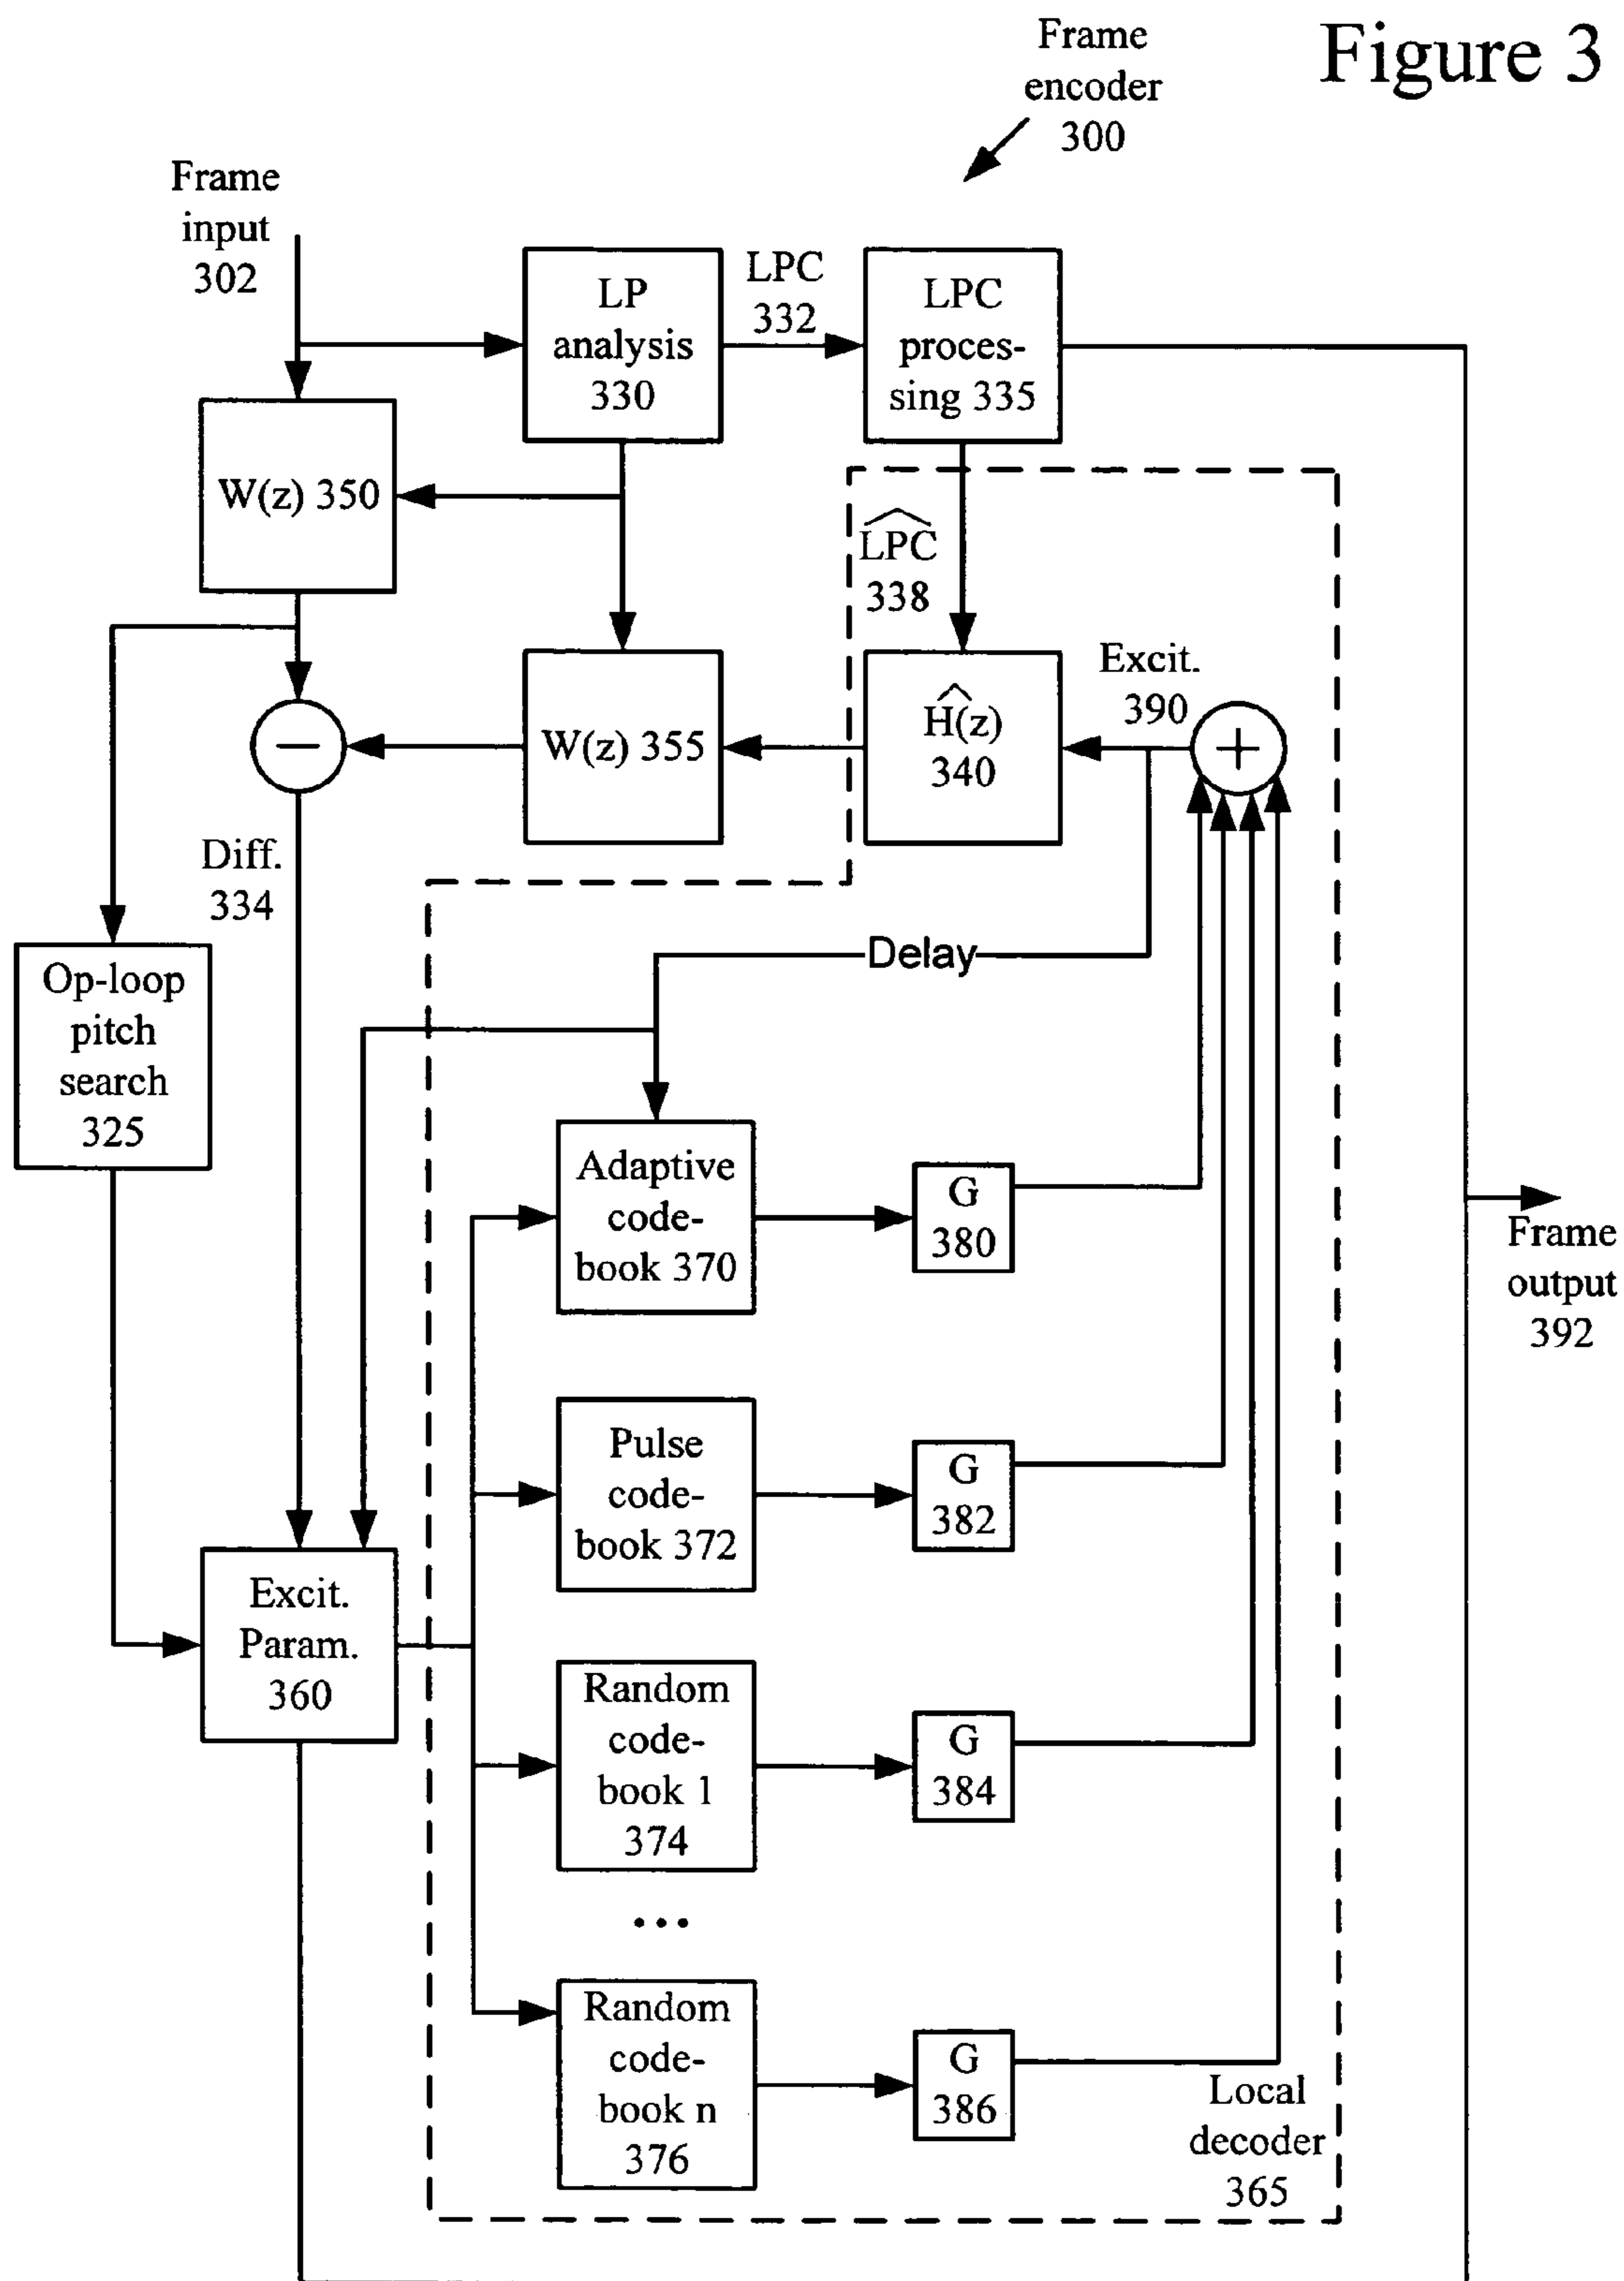 Figure 3
Frame
encoder
300
Frame
input
302
LP
analysis
330
LPC
332
LPC
proces-
sing 335
W(z) 350
LPC
338
W(z) 355
H(z)
340
Excit.
390
+
−
Diff.
334
Delay
Op-loop
pitch
search
325
Adaptive
code-
book 370
G
380
Frame
output
392
Pulse
code-
book 372
G
382
Excit.
Param.
360
Random
code-
book 1
374
G
384
...
Random
code-
book n
376
G
386
Local
decoder
365